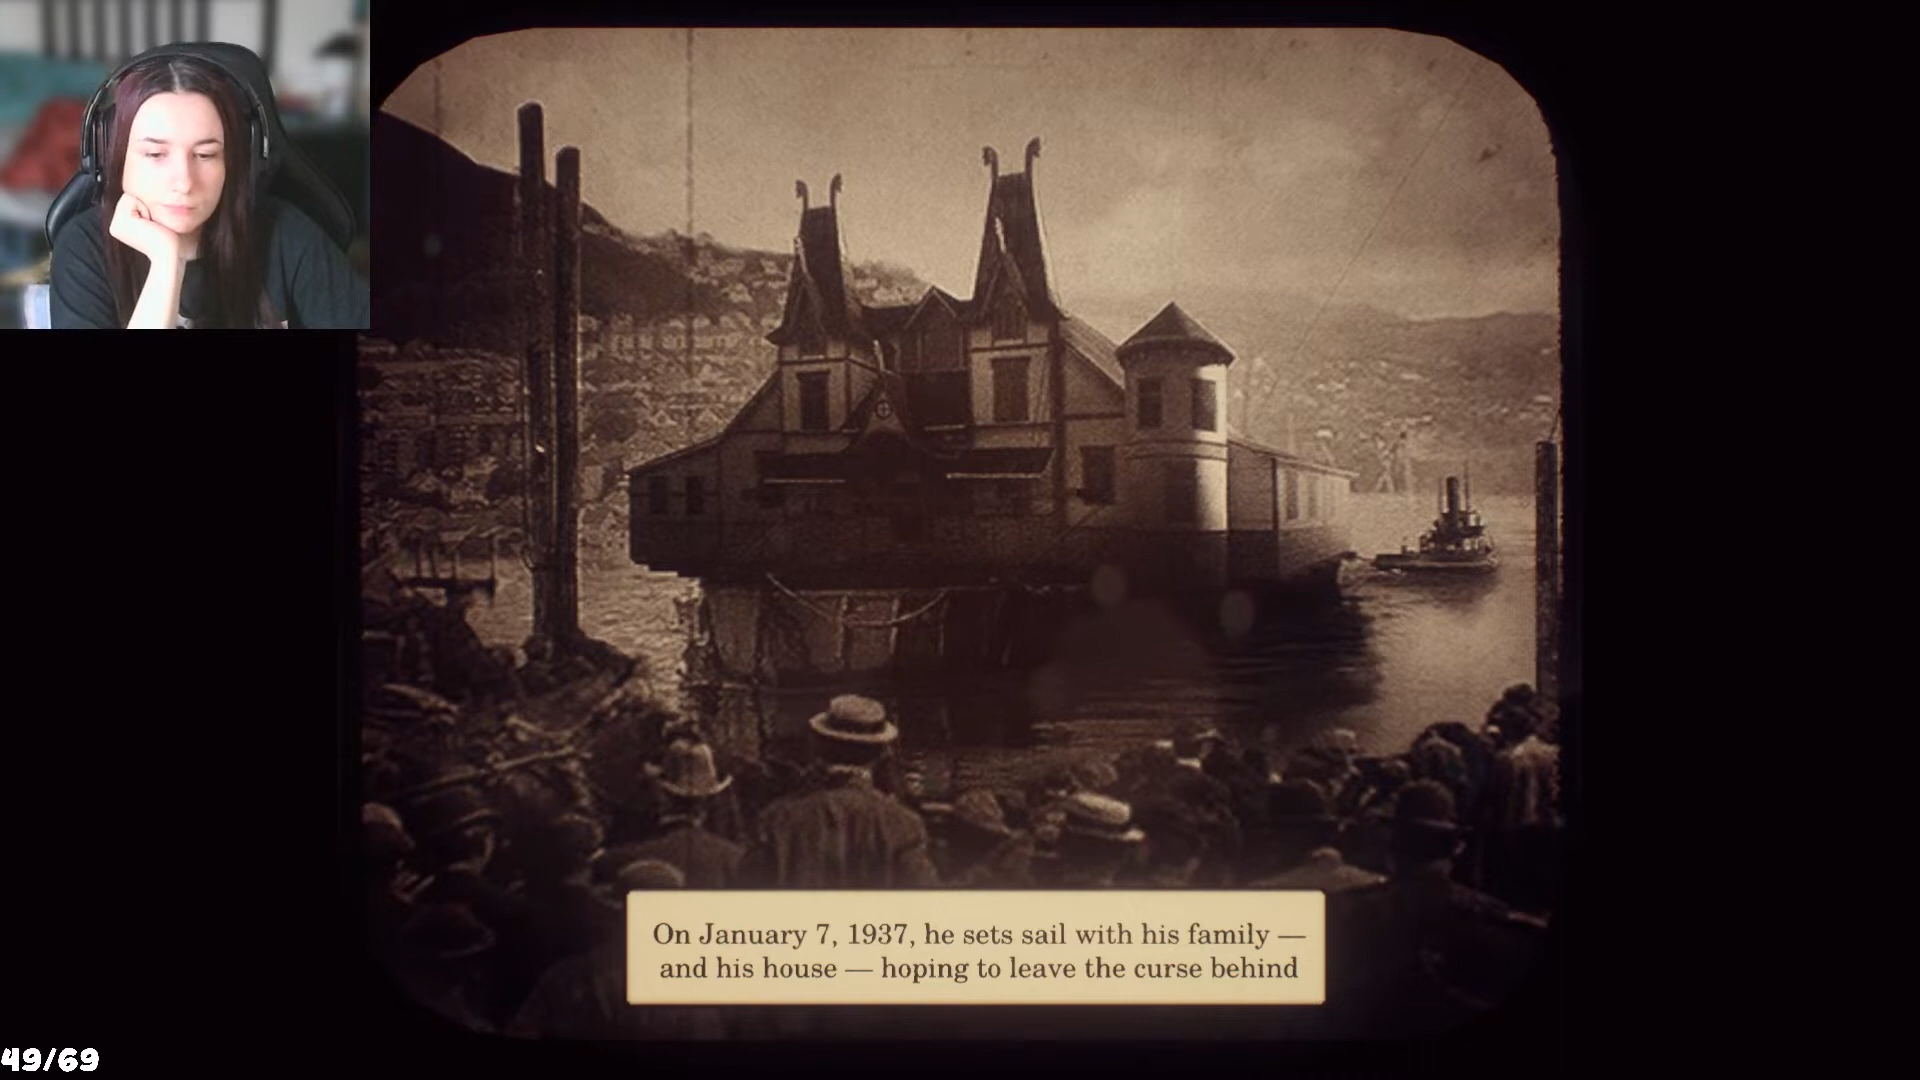 On January 7, 1937, he sets sail with his family —
and his house — hoping to leave the curse behind
49/69